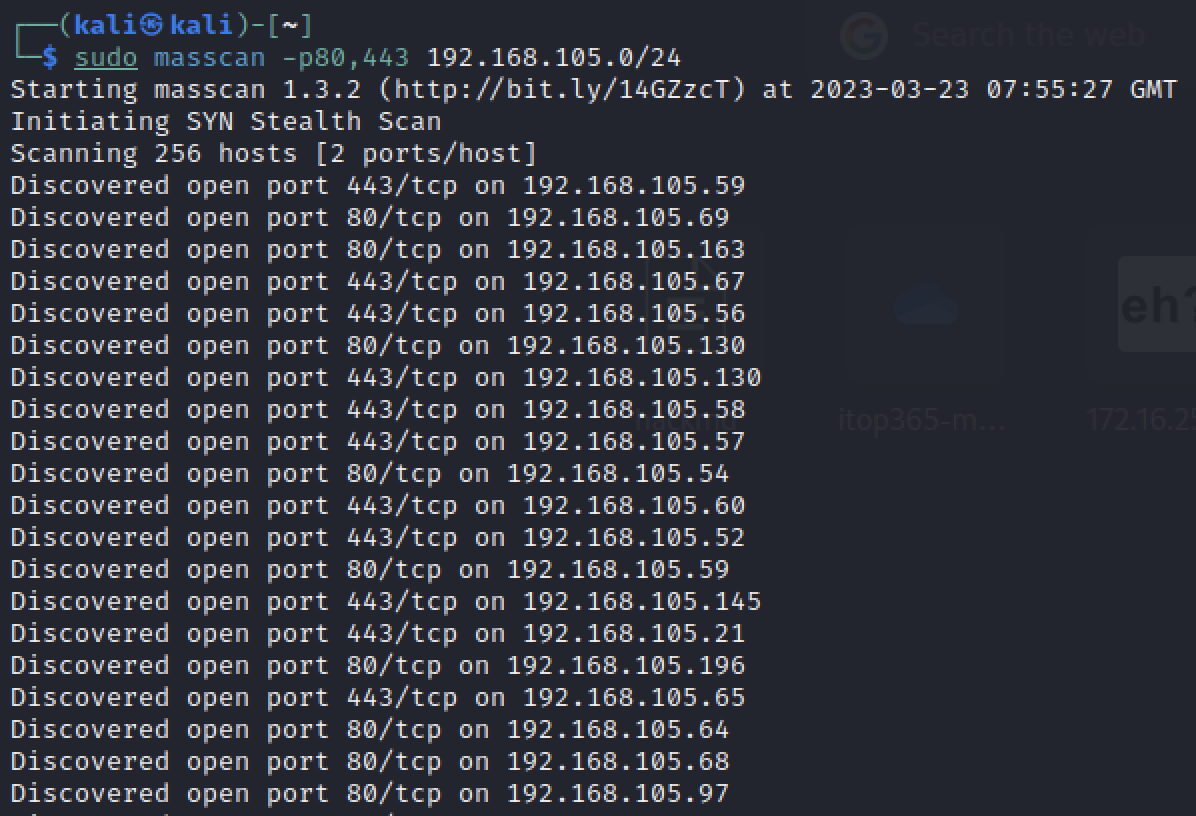 ┌──(kali㉿kali)-[~]
└─$ sudo masscan -p80,443 192.168.105.0/24
Starting masscan 1.3.2 (http://bit.ly/14GZzcT) at 2023-03-23 07:55:27 GMT
Initiating SYN Stealth Scan
Scanning 256 hosts [2 ports/host]
Discovered open port 443/tcp on 192.168.105.59
Discovered open port 80/tcp on 192.168.105.69
Discovered open port 80/tcp on 192.168.105.163
Discovered open port 443/tcp on 192.168.105.67
Discovered open port 443/tcp on 192.168.105.56
Discovered open port 80/tcp on 192.168.105.130
Discovered open port 443/tcp on 192.168.105.130
Discovered open port 443/tcp on 192.168.105.58
Discovered open port 443/tcp on 192.168.105.57
Discovered open port 80/tcp on 192.168.105.54
Discovered open port 443/tcp on 192.168.105.60
Discovered open port 443/tcp on 192.168.105.52
Discovered open port 80/tcp on 192.168.105.59
Discovered open port 443/tcp on 192.168.105.145
Discovered open port 443/tcp on 192.168.105.21
Discovered open port 80/tcp on 192.168.105.196
Discovered open port 443/tcp on 192.168.105.65
Discovered open port 80/tcp on 192.168.105.64
Discovered open port 80/tcp on 192.168.105.68
Discovered open port 80/tcp on 192.168.105.97
Search the web
eh?
itop365-m...